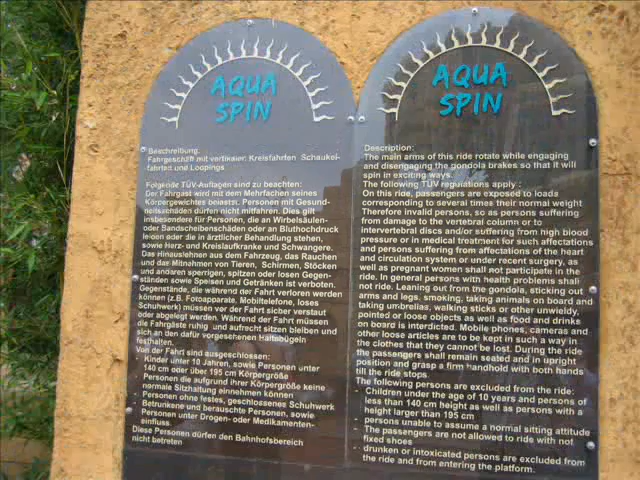 AQUA
SPIN
Beschreibung:
Fahrgeschäft mit vertikalen Kreisfahrten Schaukel-
fahrten und Loopings
Folgende TÜV-Auflagen sind zu beachten:
Der Fahrgast wird mit dem Mehrfachen seines
Körpergewichtes belastet. Personen mit Gesund-
heitsschäden dürfen nicht mitfahren. Dies gilt
insbesondere für Personen, die an Wirbelsäulen-
oder Bandscheibenschäden oder an Bluthochdruck
leiden oder die in ärztlicher Behandlung stehen,
sowie Herz- und Kreislaufkranke und Schwangere.
Das Hinauslehnen aus dem Fahrzeug, das Rauchen
und das Mitnehmen von Tieren, Schirmen, Stöcken
und anderen sperrigen, spitzen oder losen Gegen-
ständen sowie Speisen und Getränken ist verboten.
Gegenstände, die während der Fahrt verloren werden
können (z.B. Fotoapparate, Mobiltelefone, loses
Schuhwerk) müssen vor der Fahrt sicher verstaut
oder abgelegt werden. Während der Fahrt müssen
die Fahrgäste ruhig und aufrecht sitzen bleiben und
sich an den dafür vorgesehenen Haltebügeln
festhalten.
Von der Fahrt sind ausgeschlossen:
- Kinder unter 10 Jahren, sowie Personen unter
140 cm oder über 195 cm Körpergröße
- Personen die aufgrund ihrer Körpergröße keine
normale Sitzhaltung einnehmen können
- Personen ohne festes, geschlossenes Schuhwerk
- Betrunkene und berauschte Personen, sowie
Personen unter Drogen- oder Medikamenten-
einfluss.
Diese Personen dürfen den Bahnhofsbereich
nicht betreten
AQUA
SPIN
Description:
The main arms of this ride rotate while engaging
and disengaging the gondola brakes so that it will
spin in exciting ways.
The following TÜV regulations apply :
On this ride, passengers are exposed to loads
corresponding to several times their normal weight
Therefore invalid persons, so as persons suffering
from damage to the vertebral column or to
intervertebral discs and/or suffering from high blood
pressure or in medical treatment for such affectations
and persons suffering from affectations of the heart
and circulation system or under recent surgery, as
well as pregnant women shall not participate in the
ride. In general persons with health problems shall
not ride. Leaning out from the gondola, sticking out
arms and legs, smoking, taking animals on board and
taking umbrellas, walking sticks or other unwieldy,
pointed or loose objects as well as food and drinks
on board is interdicted. Mobile phones, cameras and
other loose articles are to be kept in such a way in
the clothes that they cannot be lost. During the ride
the passengers shall remain seated and in upright
position and grasp a firm handhold with both hands
till the ride stops.
The following persons are excluded from the ride:
- Children under the age of 10 years and persons of
less than 140 cm height as well as persons with a
height larger than 195 cm
- persons unable to assume a normal sitting attitude
- The passengers are not allowed to ride with not
fixed shoes
- drunken or intoxicated persons are excluded from
the ride and from entering the platform.